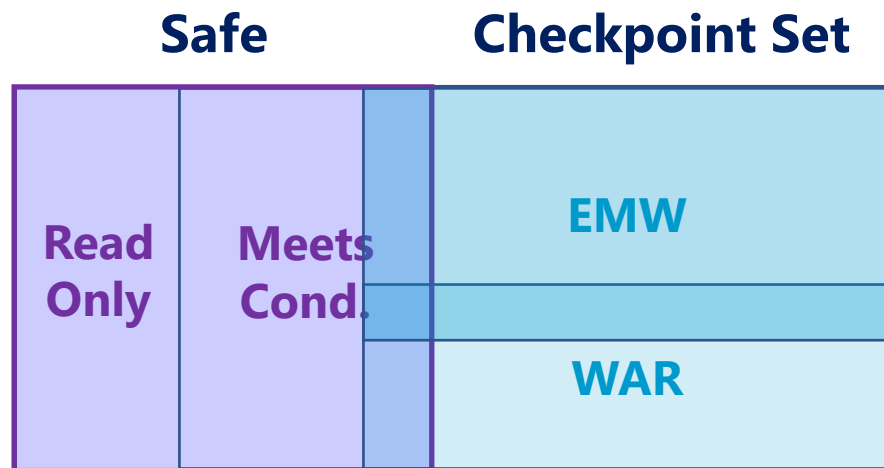 Safe
Checkpoint Set
Read
Only
Meets
Cond.
EMW
WAR